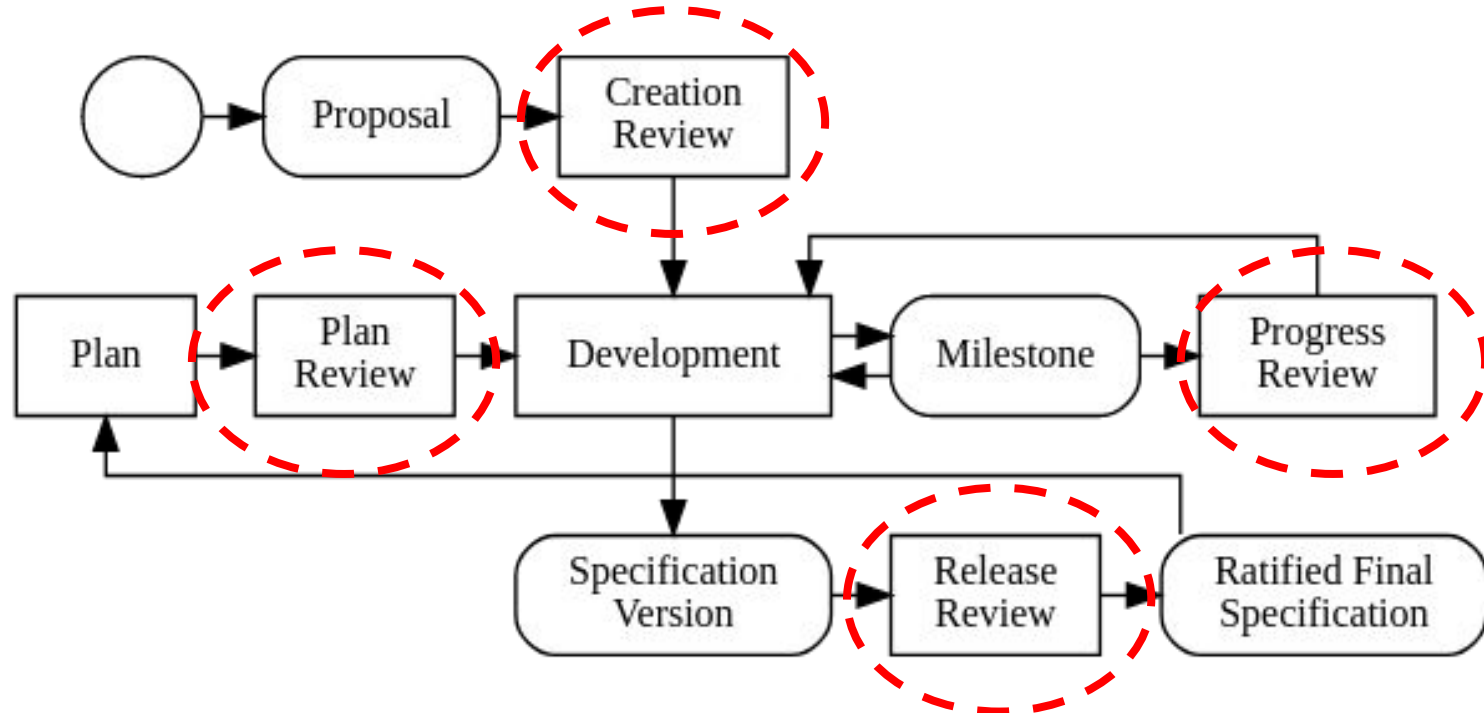 Proposal
Creation
Review
Plan
Plan
Review
Development
Milestone
Progress
Review
Specification
Version
Release
Review
Ratified Final
Specification